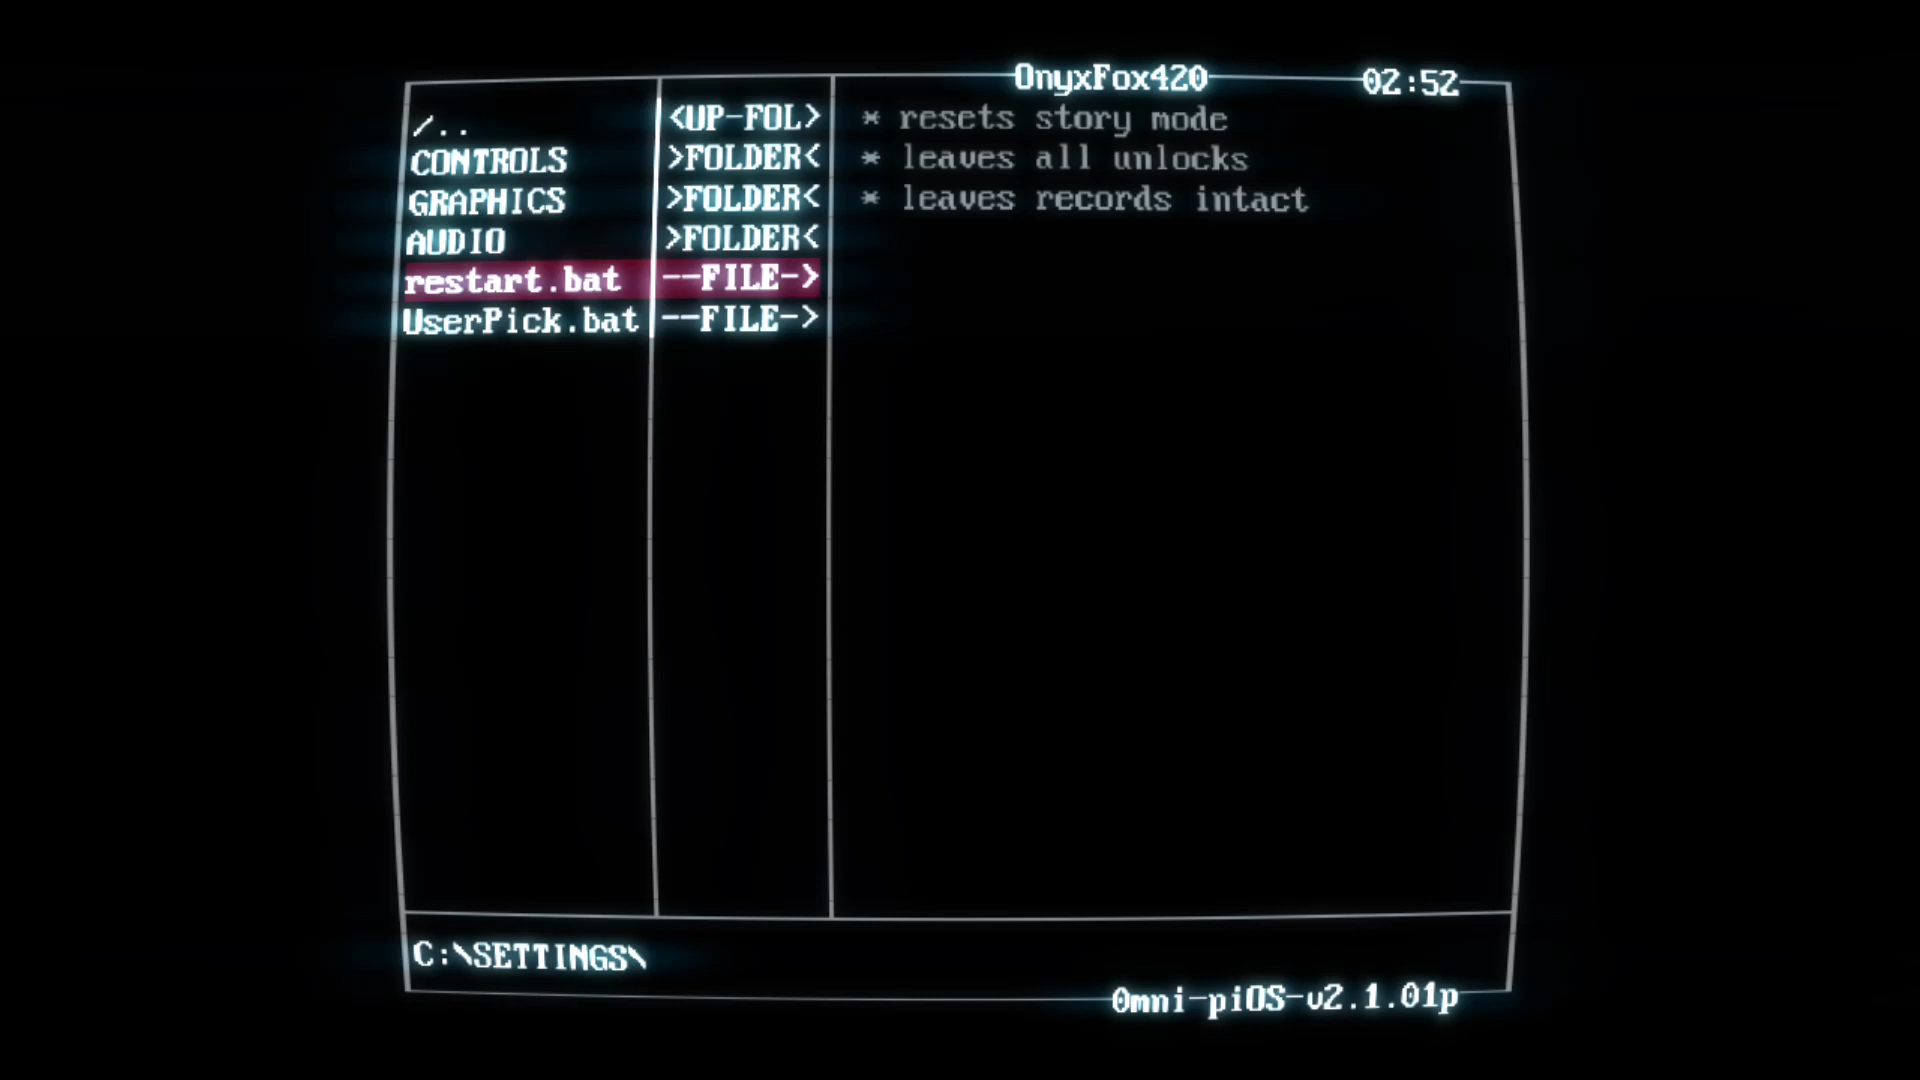 OnyxFox420 02:52
/.. <UP-FOL> * resets story mode
CONTROLS >FOLDER< * leaves all unlocks
GRAPHICS >FOLDER< * leaves records intact
AUDIO >FOLDER<
restart.bat --FILE->
UserPick.bat --FILE->
C:\SETTINGS\
0mni-piOS-v2.1.01p